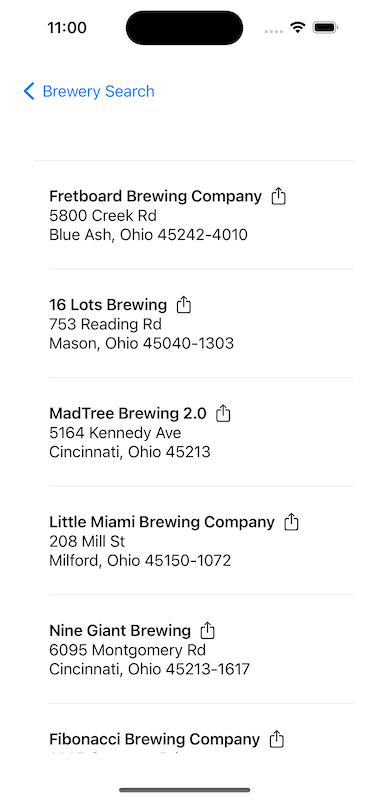 11:00
Brewery Search
Fretboard Brewing Company
5800 Creek Rd
Blue Ash, Ohio 45242-4010
16 Lots Brewing
753 Reading Rd
Mason, Ohio 45040-1303
MadTree Brewing 2.0
5164 Kennedy Ave
Cincinnati, Ohio 45213
Little Miami Brewing Company
208 Mill St
Milford, Ohio 45150-1072
Nine Giant Brewing
6095 Montgomery Rd
Cincinnati, Ohio 45213-1617
Fibonacci Brewing Company